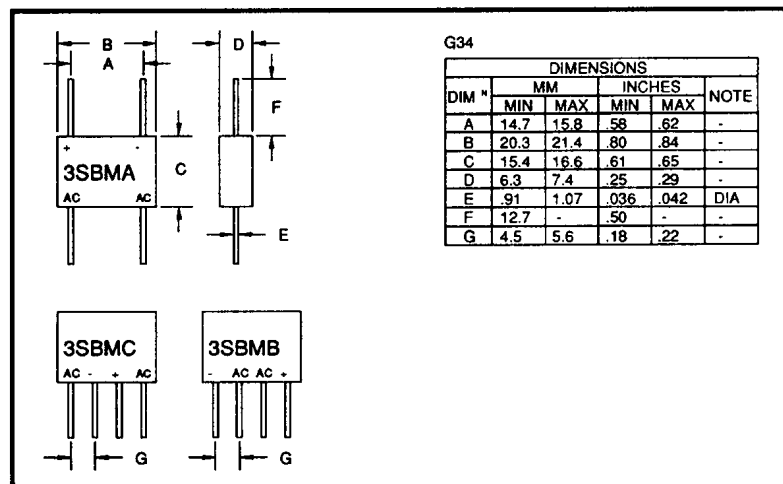 B
A
D
F
+ -
3SBMA
AC AC
C
E
3SBMC
AC - + AC
G
3SBMB
- AC AC +
G
G34
DIMENSIONS
DIM N MM INCHES NOTE
MIN MAX MIN MAX
A 14.7 15.8 .58 .62 -
B 20.3 21.4 .80 .84 -
C 15.4 16.6 .61 .65 -
D 6.3 7.4 .25 .29 -
E .91 1.07 .036 .042 DIA
F 12.7 - .50 - -
G 4.5 5.6 .18 .22 -